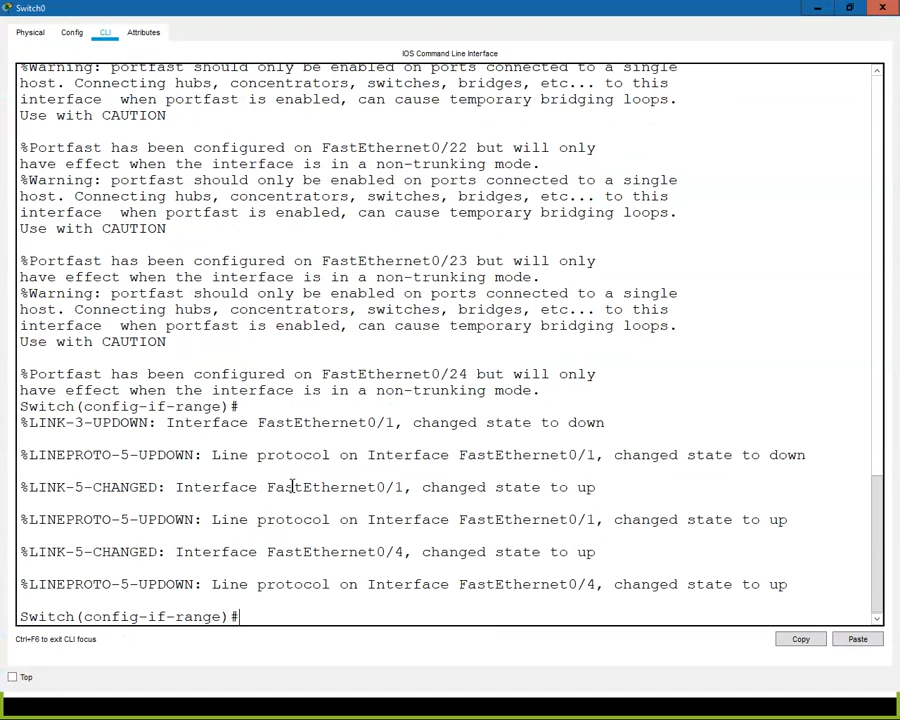 Switch0
Physical Config CLI Attributes
IOS Command Line Interface
%Warning: portfast should only be enabled on ports connected to a single
host. Connecting hubs, concentrators, switches, bridges, etc... to this
interface  when portfast is enabled, can cause temporary bridging loops.
Use with CAUTION
%Portfast has been configured on FastEthernet0/22 but will only
have effect when the interface is in a non-trunking mode.
%Warning: portfast should only be enabled on ports connected to a single
host. Connecting hubs, concentrators, switches, bridges, etc... to this
interface  when portfast is enabled, can cause temporary bridging loops.
Use with CAUTION
%Portfast has been configured on FastEthernet0/23 but will only
have effect when the interface is in a non-trunking mode.
%Warning: portfast should only be enabled on ports connected to a single
host. Connecting hubs, concentrators, switches, bridges, etc... to this
interface  when portfast is enabled, can cause temporary bridging loops.
Use with CAUTION
%Portfast has been configured on FastEthernet0/24 but will only
have effect when the interface is in a non-trunking mode.
Switch(config-if-range)#
%LINK-3-UPDOWN: Interface FastEthernet0/1, changed state to down
%LINEPROTO-5-UPDOWN: Line protocol on Interface FastEthernet0/1, changed state to down
%LINK-5-CHANGED: Interface FastEthernet0/1, changed state to up
%LINEPROTO-5-UPDOWN: Line protocol on Interface FastEthernet0/1, changed state to up
%LINK-5-CHANGED: Interface FastEthernet0/4, changed state to up
%LINEPROTO-5-UPDOWN: Line protocol on Interface FastEthernet0/4, changed state to up
Switch(config-if-range)#
Ctrl+F6 to exit CLI focus
Copy Paste
Top